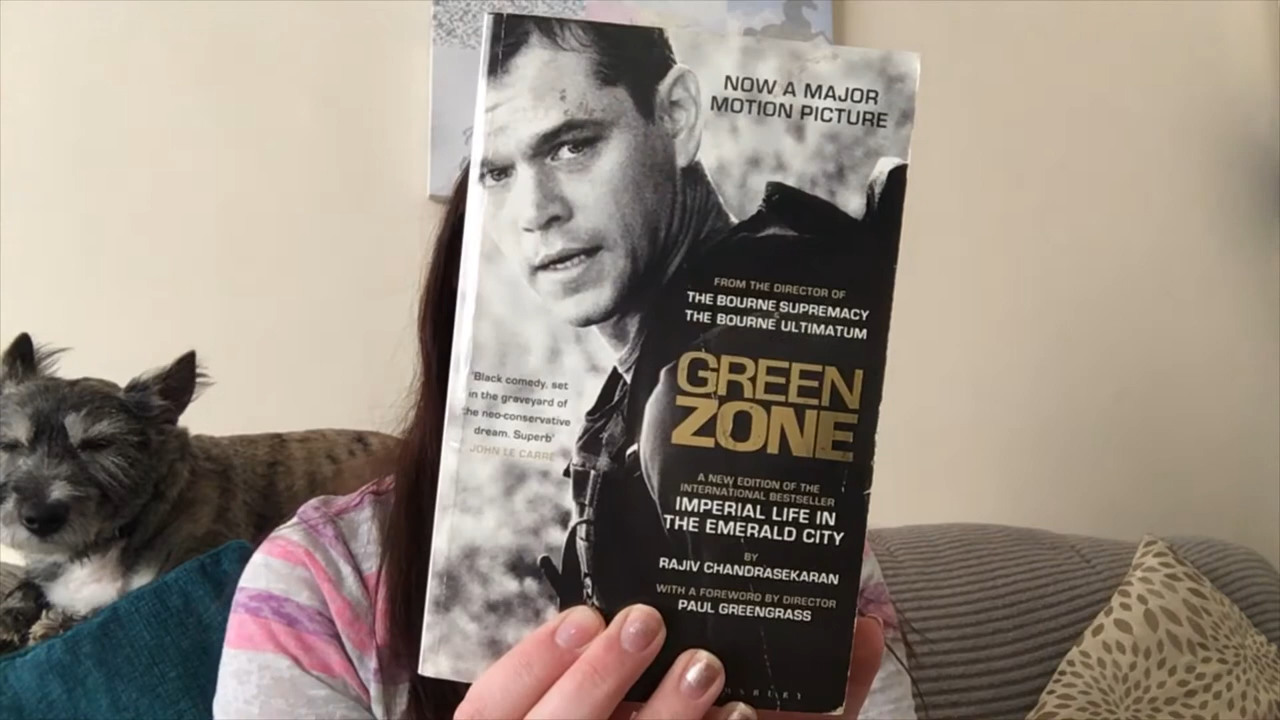 NOW A MAJOR
MOTION PICTURE
FROM THE DIRECTOR OF
THE BOURNE SUPREMACY
&
THE BOURNE ULTIMATUM
GREEN
ZONE
'Black comedy, set
in the graveyard of
the neo-conservative
dream. Superb'
JOHN LE CARRÉ
A NEW EDITION OF THE
INTERNATIONAL BESTSELLER
IMPERIAL LIFE IN
THE EMERALD CITY
BY
RAJIV CHANDRASEKARAN
WITH A FOREWORD BY DIRECTOR
PAUL GREENGRASS